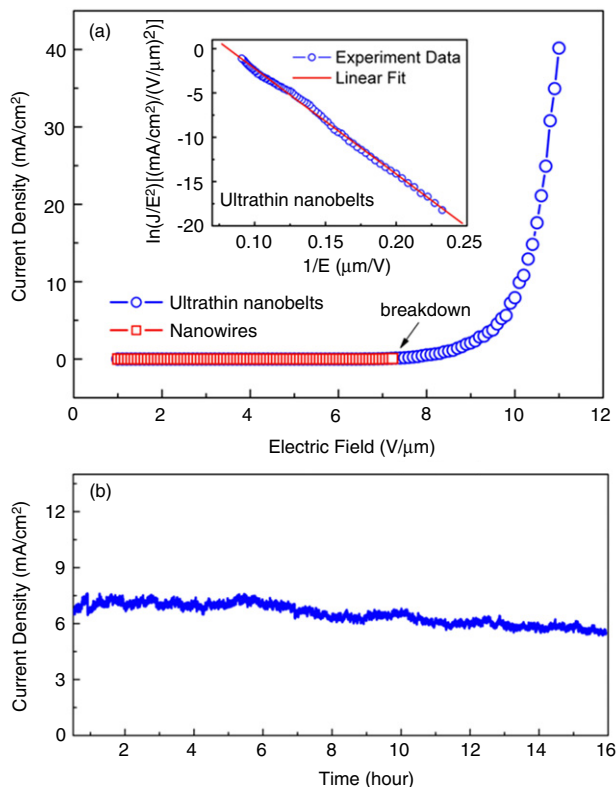 (a)
Current Density (mA/cm²)
40
30
20
10
0
ln(J/E²)[(mA/cm²)/(V/μm)²)]
0
-5
-10
-15
-20
Experiment Data
Linear Fit
Ultrathin nanobelts
0.10 0.15 0.20 0.25
1/E (μm/V)
Ultrathin nanobelts
Nanowires
breakdown
0 2 4 6 8 10 12
Electric Field (V/μm)
(b)
Current Density (mA/cm²)
12
9
6
3
0
2 4 6 8 10 12 14 16
Time (hour)